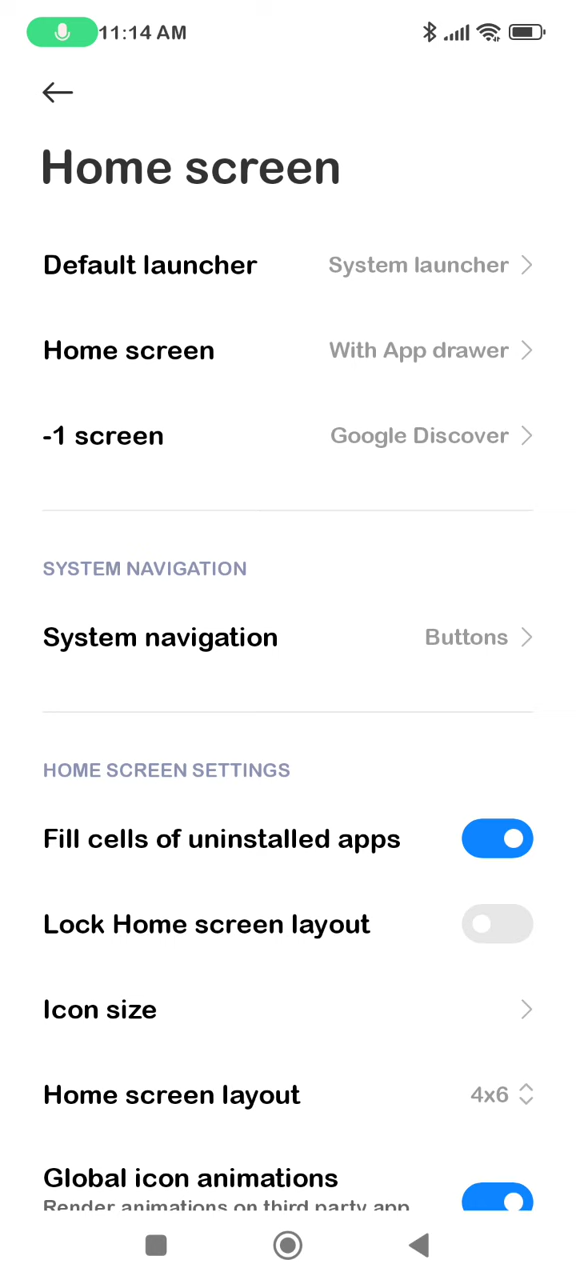 11:14 AM
Home screen
Default launcher System launcher
Home screen With App drawer
-1 screen Google Discover
SYSTEM NAVIGATION
System navigation Buttons
HOME SCREEN SETTINGS
Fill cells of uninstalled apps
Lock Home screen layout
Icon size
Home screen layout 4x6
Global icon animations
Render animations on third party app